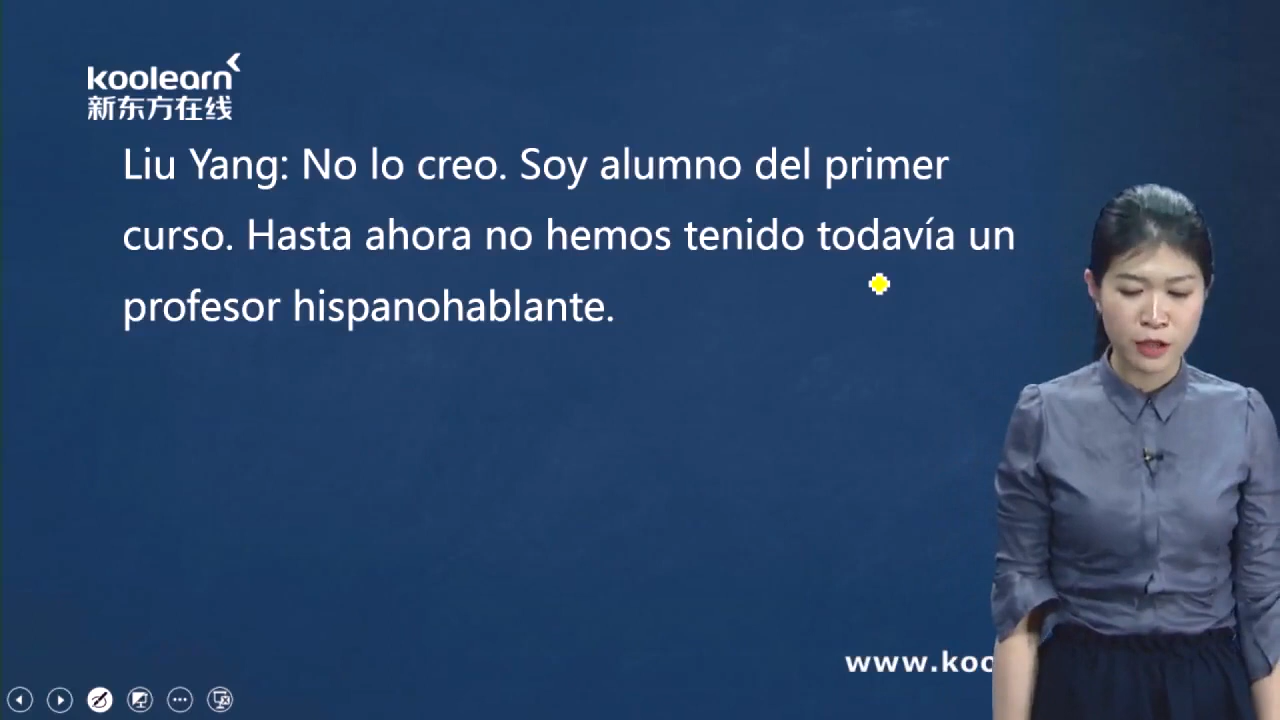 koolearn
新东方在线
Liu Yang: No lo creo. Soy alumno del primer
curso. Hasta ahora no hemos tenido todavía un
profesor hispanohablante.
www.koo